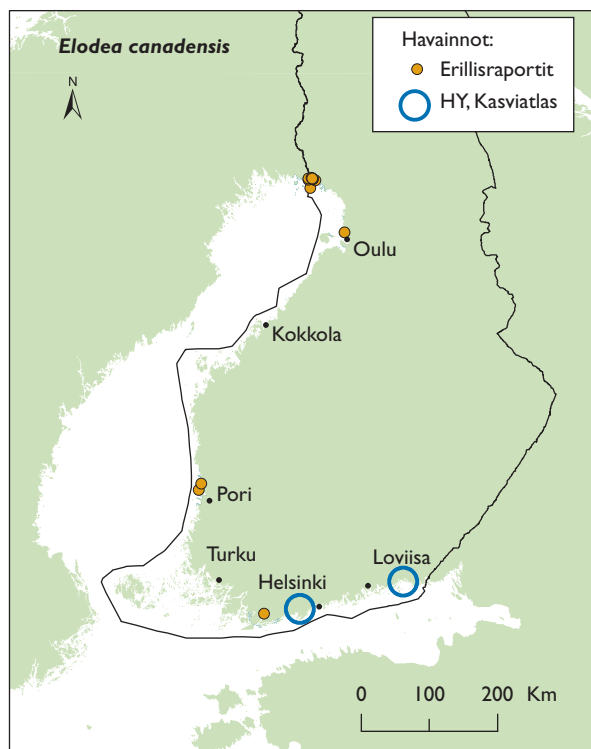 Elodea canadensis
N
Havainnot:
Erillisraportit
HY, Kasviatlas
Oulu
Kokkola
Pori
Turku
Helsinki
Loviisa
0 100 200 Km